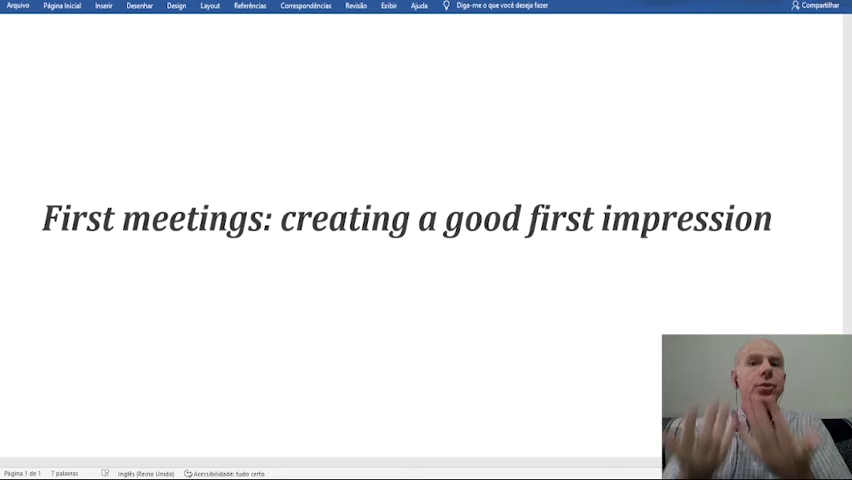 Arquivo Página Inicial Inserir Desenhar Design Layout Referências Correspondências Revisão Exibir Ajuda Diga-me o que você deseja fazer Compartilhar
First meetings: creating a good first impression
Página 1 de 1 7 palavras Inglês (Reino Unido) Acessibilidade: tudo certo